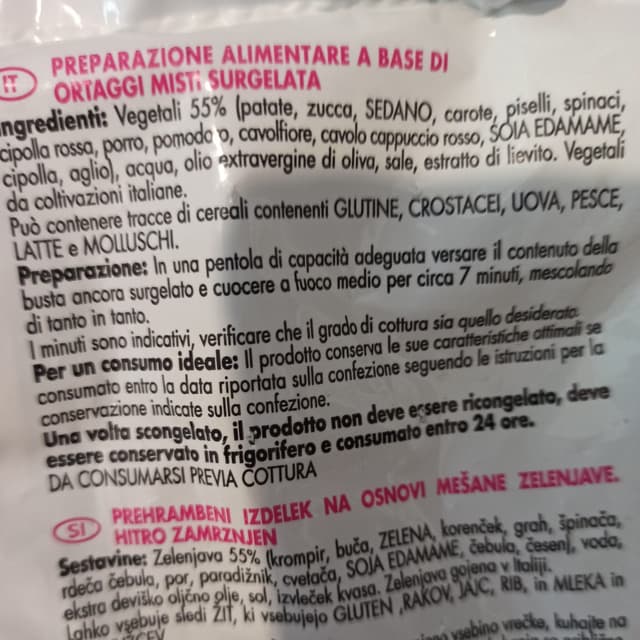 IT PREPARAZIONE ALIMENTARE A BASE DI
ORTAGGI MISTI SURGELATA
Ingredienti: Vegetali 55% (patate, zucca, SEDANO, carote, piselli, spinaci,
cipolla rossa, porro, pomodoro, cavolfiore, cavolo cappuccio rosso, SOIA EDAMAME,
cipolla, aglio), acqua, olio extravergine di oliva, sale, estratto di lievito. Vegetali
da coltivazioni italiane.
Può contenere tracce di cereali contenenti GLUTINE, CROSTACEI, UOVA, PESCE,
LATTE e MOLLUSCHI.
Preparazione: In una pentola di capacità adeguata versare il contenuto della
busta ancora surgelato e cuocere a fuoco medio per circa 7 minuti, mescolando
di tanto in tanto.
I minuti sono indicativi, verificare che il grado di cottura sia quello desiderato.
Per un consumo ideale: Il prodotto conserva le sue caratteristiche ottimali se
consumato entro la data riportata sulla confezione seguendo le istruzioni per la
conservazione indicate sulla confezione.
Una volta scongelato, il prodotto non deve essere ricongelato, deve
essere conservato in frigorifero e consumato entro 24 ore.
DA CONSUMARSI PREVIA COTTURA
SI PREHRAMBENI IZDELEK NA OSNOVI MEŠANE ZELENJAVE.
HITRO ZAMRZNJEN
Sestavine: Zelenjava 55% (krompir, buča, ZELENA, korenček, grah, špinača,
rdeča čebula, por, paradižnik, cvetača, SOJA EDAMAME, čebula, česen), voda,
ekstra deviško oljčno olje, sol, izvleček kvasa. Zelenjava gojena v Italiji.
Lahko vsebuje sledi ŽIT, ki vsebujejo GLUTEN ,RAKOV, JAJC, RIB, in MLEKA in
vsebino vrečke, kuhajte na